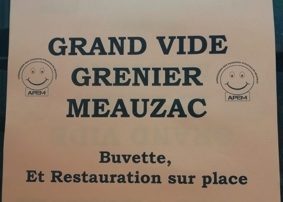 GRAND VIDE
GRENIER
MEAUZAC
APEM
APEM
Buvette,
Et Restauration sur place